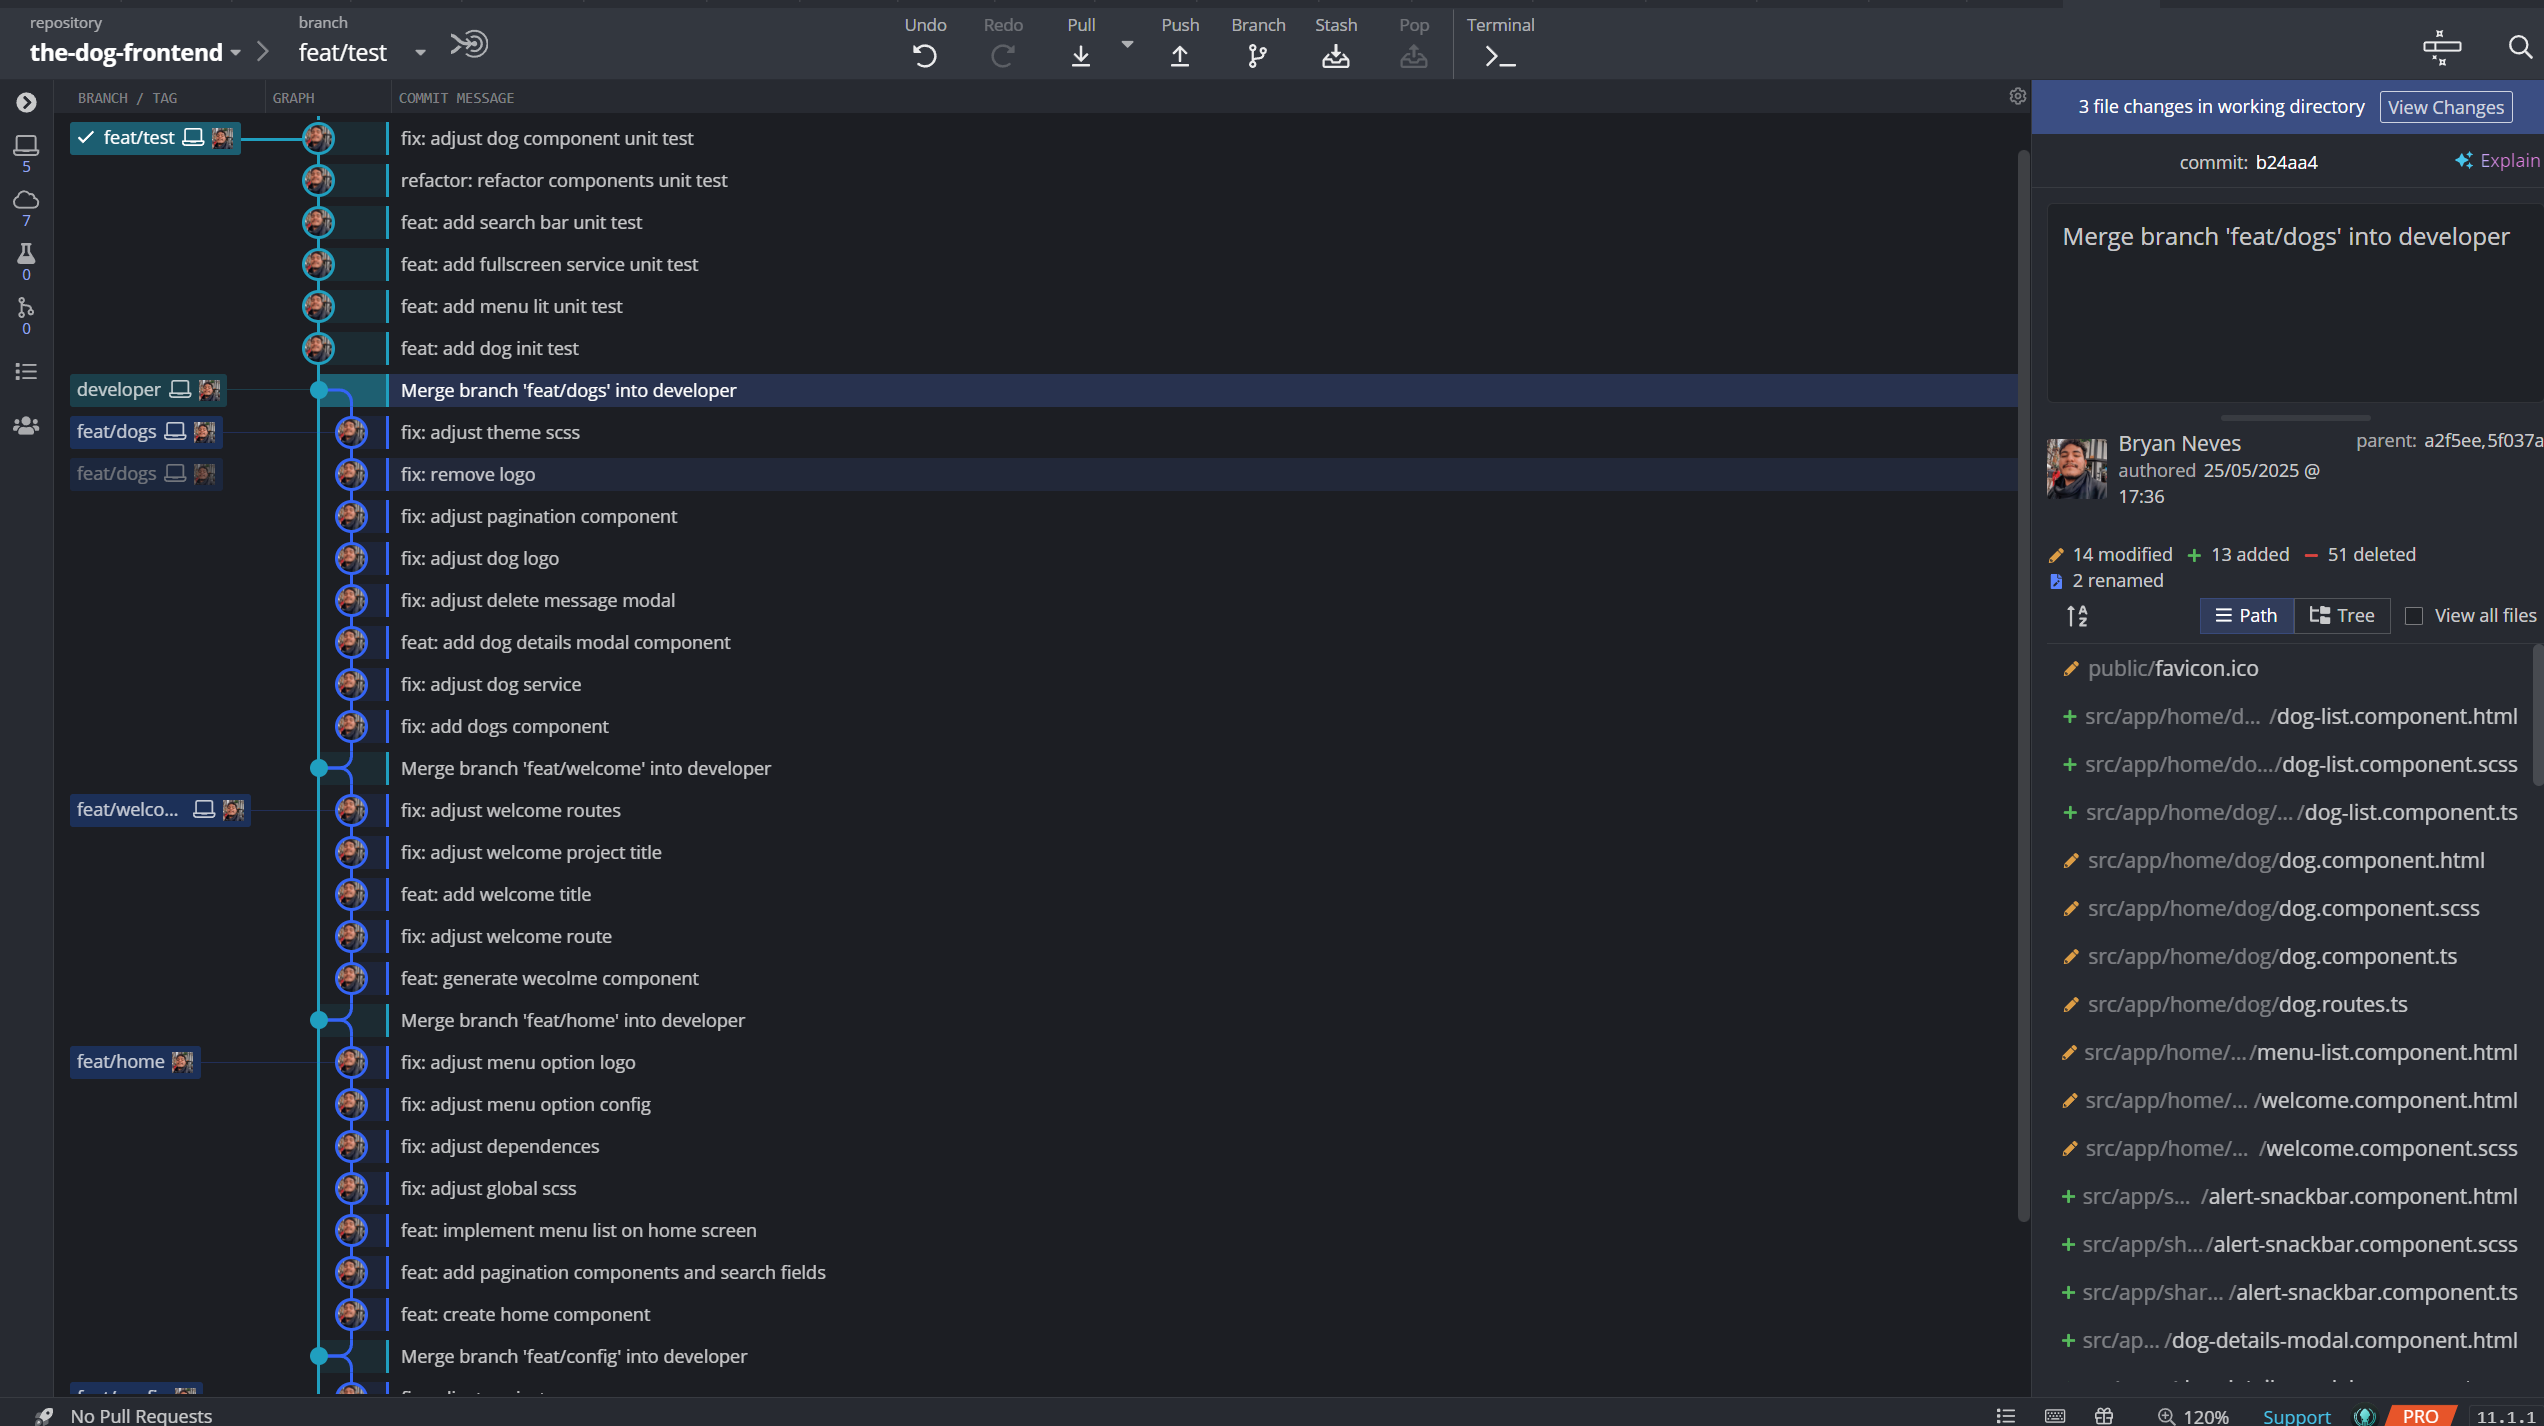 repository
the-dog-frontend
branch
feat/test
Undo
Redo
Pull
Push
Branch
Stash
Pop
Terminal
BRANCH / TAG
GRAPH
COMMIT MESSAGE
5
7
0
0
feat/test
fix: adjust dog component unit test
refactor: refactor components unit test
feat: add search bar unit test
feat: add fullscreen service unit test
feat: add menu lit unit test
feat: add dog init test
developer
Merge branch 'feat/dogs' into developer
feat/dogs
fix: adjust theme scss
feat/dogs
fix: remove logo
fix: adjust pagination component
fix: adjust dog logo
fix: adjust delete message modal
feat: add dog details modal component
fix: adjust dog service
fix: add dogs component
Merge branch 'feat/welcome' into developer
feat/welco...
fix: adjust welcome routes
fix: adjust welcome project title
feat: add welcome title
fix: adjust welcome route
feat: generate wecolme component
Merge branch 'feat/home' into developer
feat/home
fix: adjust menu option logo
fix: adjust menu option config
fix: adjust dependences
fix: adjust global scss
feat: implement menu list on home screen
feat: add pagination components and search fields
feat: create home component
Merge branch 'feat/config' into developer
3 file changes in working directory
View Changes
commit: b24aa4
Explain
Merge branch 'feat/dogs' into developer
Bryan Neves
parent: a2f5ee,5f037a
authored 25/05/2025 @
17:36
14 modified + 13 added − 51 deleted
2 renamed
Path
Tree
View all files
public/favicon.ico
+ src/app/home/d... /dog-list.component.html
+ src/app/home/do.../dog-list.component.scss
+ src/app/home/dog/... /dog-list.component.ts
src/app/home/dog/dog.component.html
src/app/home/dog/dog.component.scss
src/app/home/dog/dog.component.ts
src/app/home/dog/dog.routes.ts
src/app/home/... /menu-list.component.html
src/app/home/... /welcome.component.html
src/app/home/... /welcome.component.scss
+ src/app/s... /alert-snackbar.component.html
+ src/app/sh... /alert-snackbar.component.scss
+ src/app/shar... /alert-snackbar.component.ts
+ src/ap... /dog-details-modal.component.html
No Pull Requests
120%
Support
PRO
11.1.1